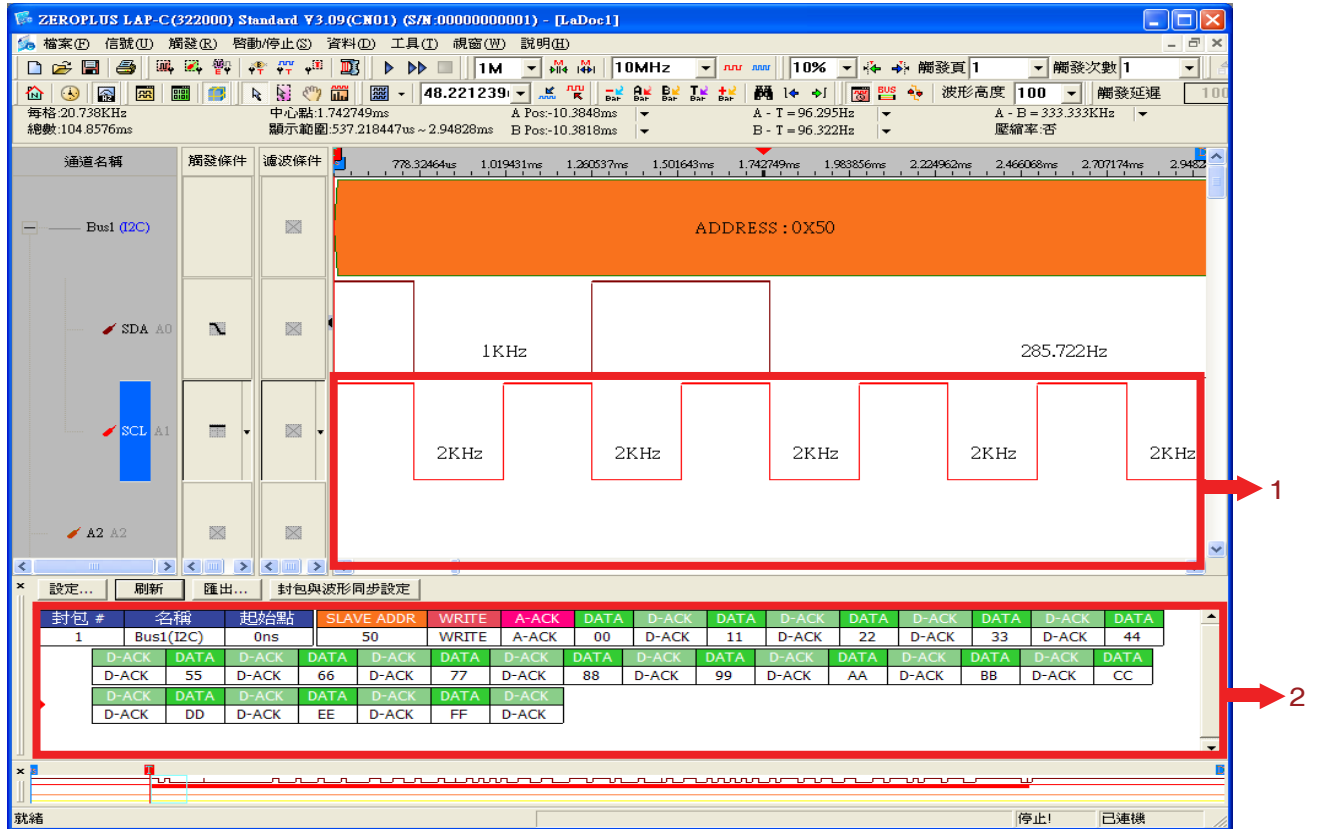 ZEROPLUS LAP-C(322000) Standard V3.09(CN01) (S/N:00000000001) - [LaDoc1]
檔案(F) 信號(U) 觸發(R) 啓動/停止(S) 資料(D) 工具(T) 視窗(W) 說明(H)
1M 10MHz 10% 觸發頁 1 觸發次數 1
48.221239 Bar Bar Bar Bar Bar BUS 波形高度 100 觸發延遲 100
每格:20.738KHz 中心點:1.742749ms A Pos:-10.3848ms A - T = 96.295Hz A - B = 333.333KHz
總數:104.8576ms 顯示範圍:537.218447us ~ 2.94828ms B Pos:-10.3818ms B - T = 96.322Hz 壓縮率:否
通道名稱 觸發條件 濾波條件 778.32464us 1.019431ms 1.260537ms 1.501643ms 1.742749ms 1.983856ms 2.224962ms 2.466068ms 2.707174ms 2.9482
Bus1 (I2C) ADDRESS : 0X50
SDA A0 1KHz 285.722Hz
SCL A1 2KHz 2KHz 2KHz 2KHz 2KHz
1
A2 A2
設定... 刷新 匯出... 封包與波形同步設定
封包 # 名稱 起始點 SLAVE ADDR WRITE A-ACK DATA D-ACK DATA D-ACK DATA D-ACK DATA D-ACK DATA
1 Bus1(I2C) 0ns 50 WRITE A-ACK 00 D-ACK 11 D-ACK 22 D-ACK 33 D-ACK 44
D-ACK DATA D-ACK DATA D-ACK DATA D-ACK DATA D-ACK DATA D-ACK DATA D-ACK DATA D-ACK DATA
D-ACK 55 D-ACK 66 D-ACK 77 D-ACK 88 D-ACK 99 D-ACK AA D-ACK BB D-ACK CC
D-ACK DATA D-ACK DATA D-ACK DATA D-ACK
D-ACK DD D-ACK EE D-ACK FF D-ACK
2
T
就緒 停止! 已連機